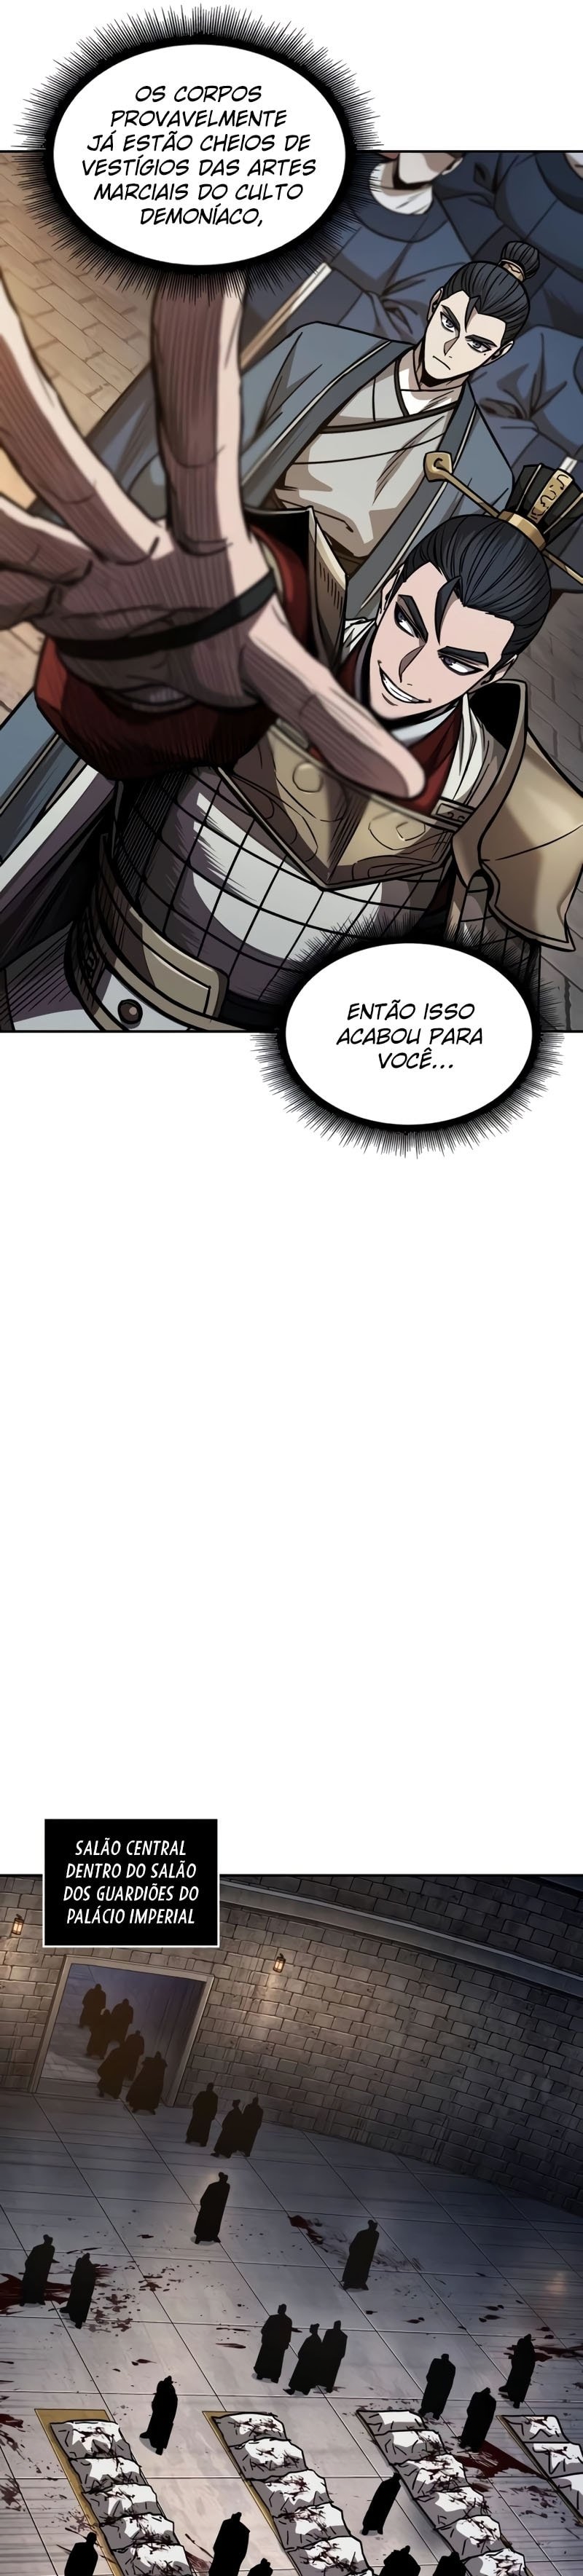 OS CORPOS
PROVAVELMENTE
JÁ ESTÃO CHEIOS DE
VESTÍGIOS DAS ARTES
MARCIAIS DO CULTO
DEMONÍACO,
ENTÃO ISSO
ACABOU PARA
VOCÊ...
SALÃO CENTRAL
DENTRO DO SALÃO
DOS GUARDIÕES DO
PALÁCIO IMPERIAL